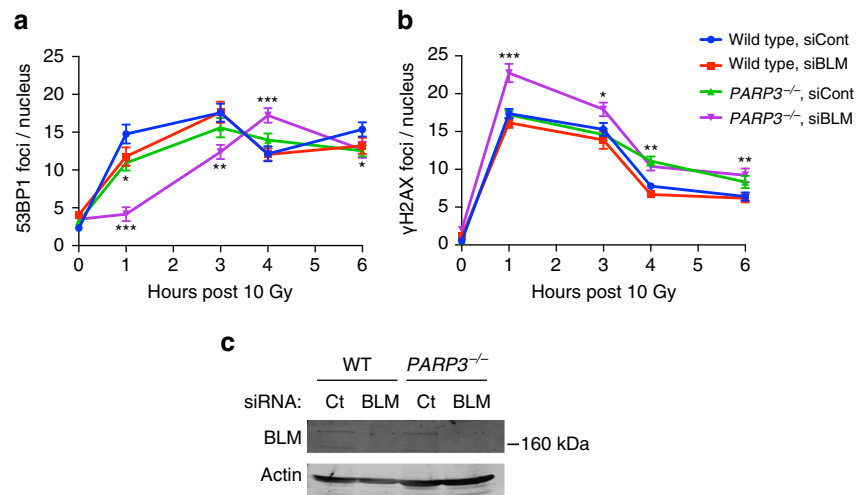 a
53BP1 foci / nucleus
25
20
15
10
5
0
***
*
***
**
*
0 1 2 3 4 5 6
Hours post 10 Gy
b
γH2AX foci / nucleus
25
20
15
10
5
0
***
*
**
**
0 1 2 3 4 5 6
Hours post 10 Gy
Wild type, siCont
Wild type, siBLM
PARP3–/–, siCont
PARP3–/–, siBLM
c
WT PARP3–/–
siRNA: Ct BLM Ct BLM
BLM –160 kDa
Actin